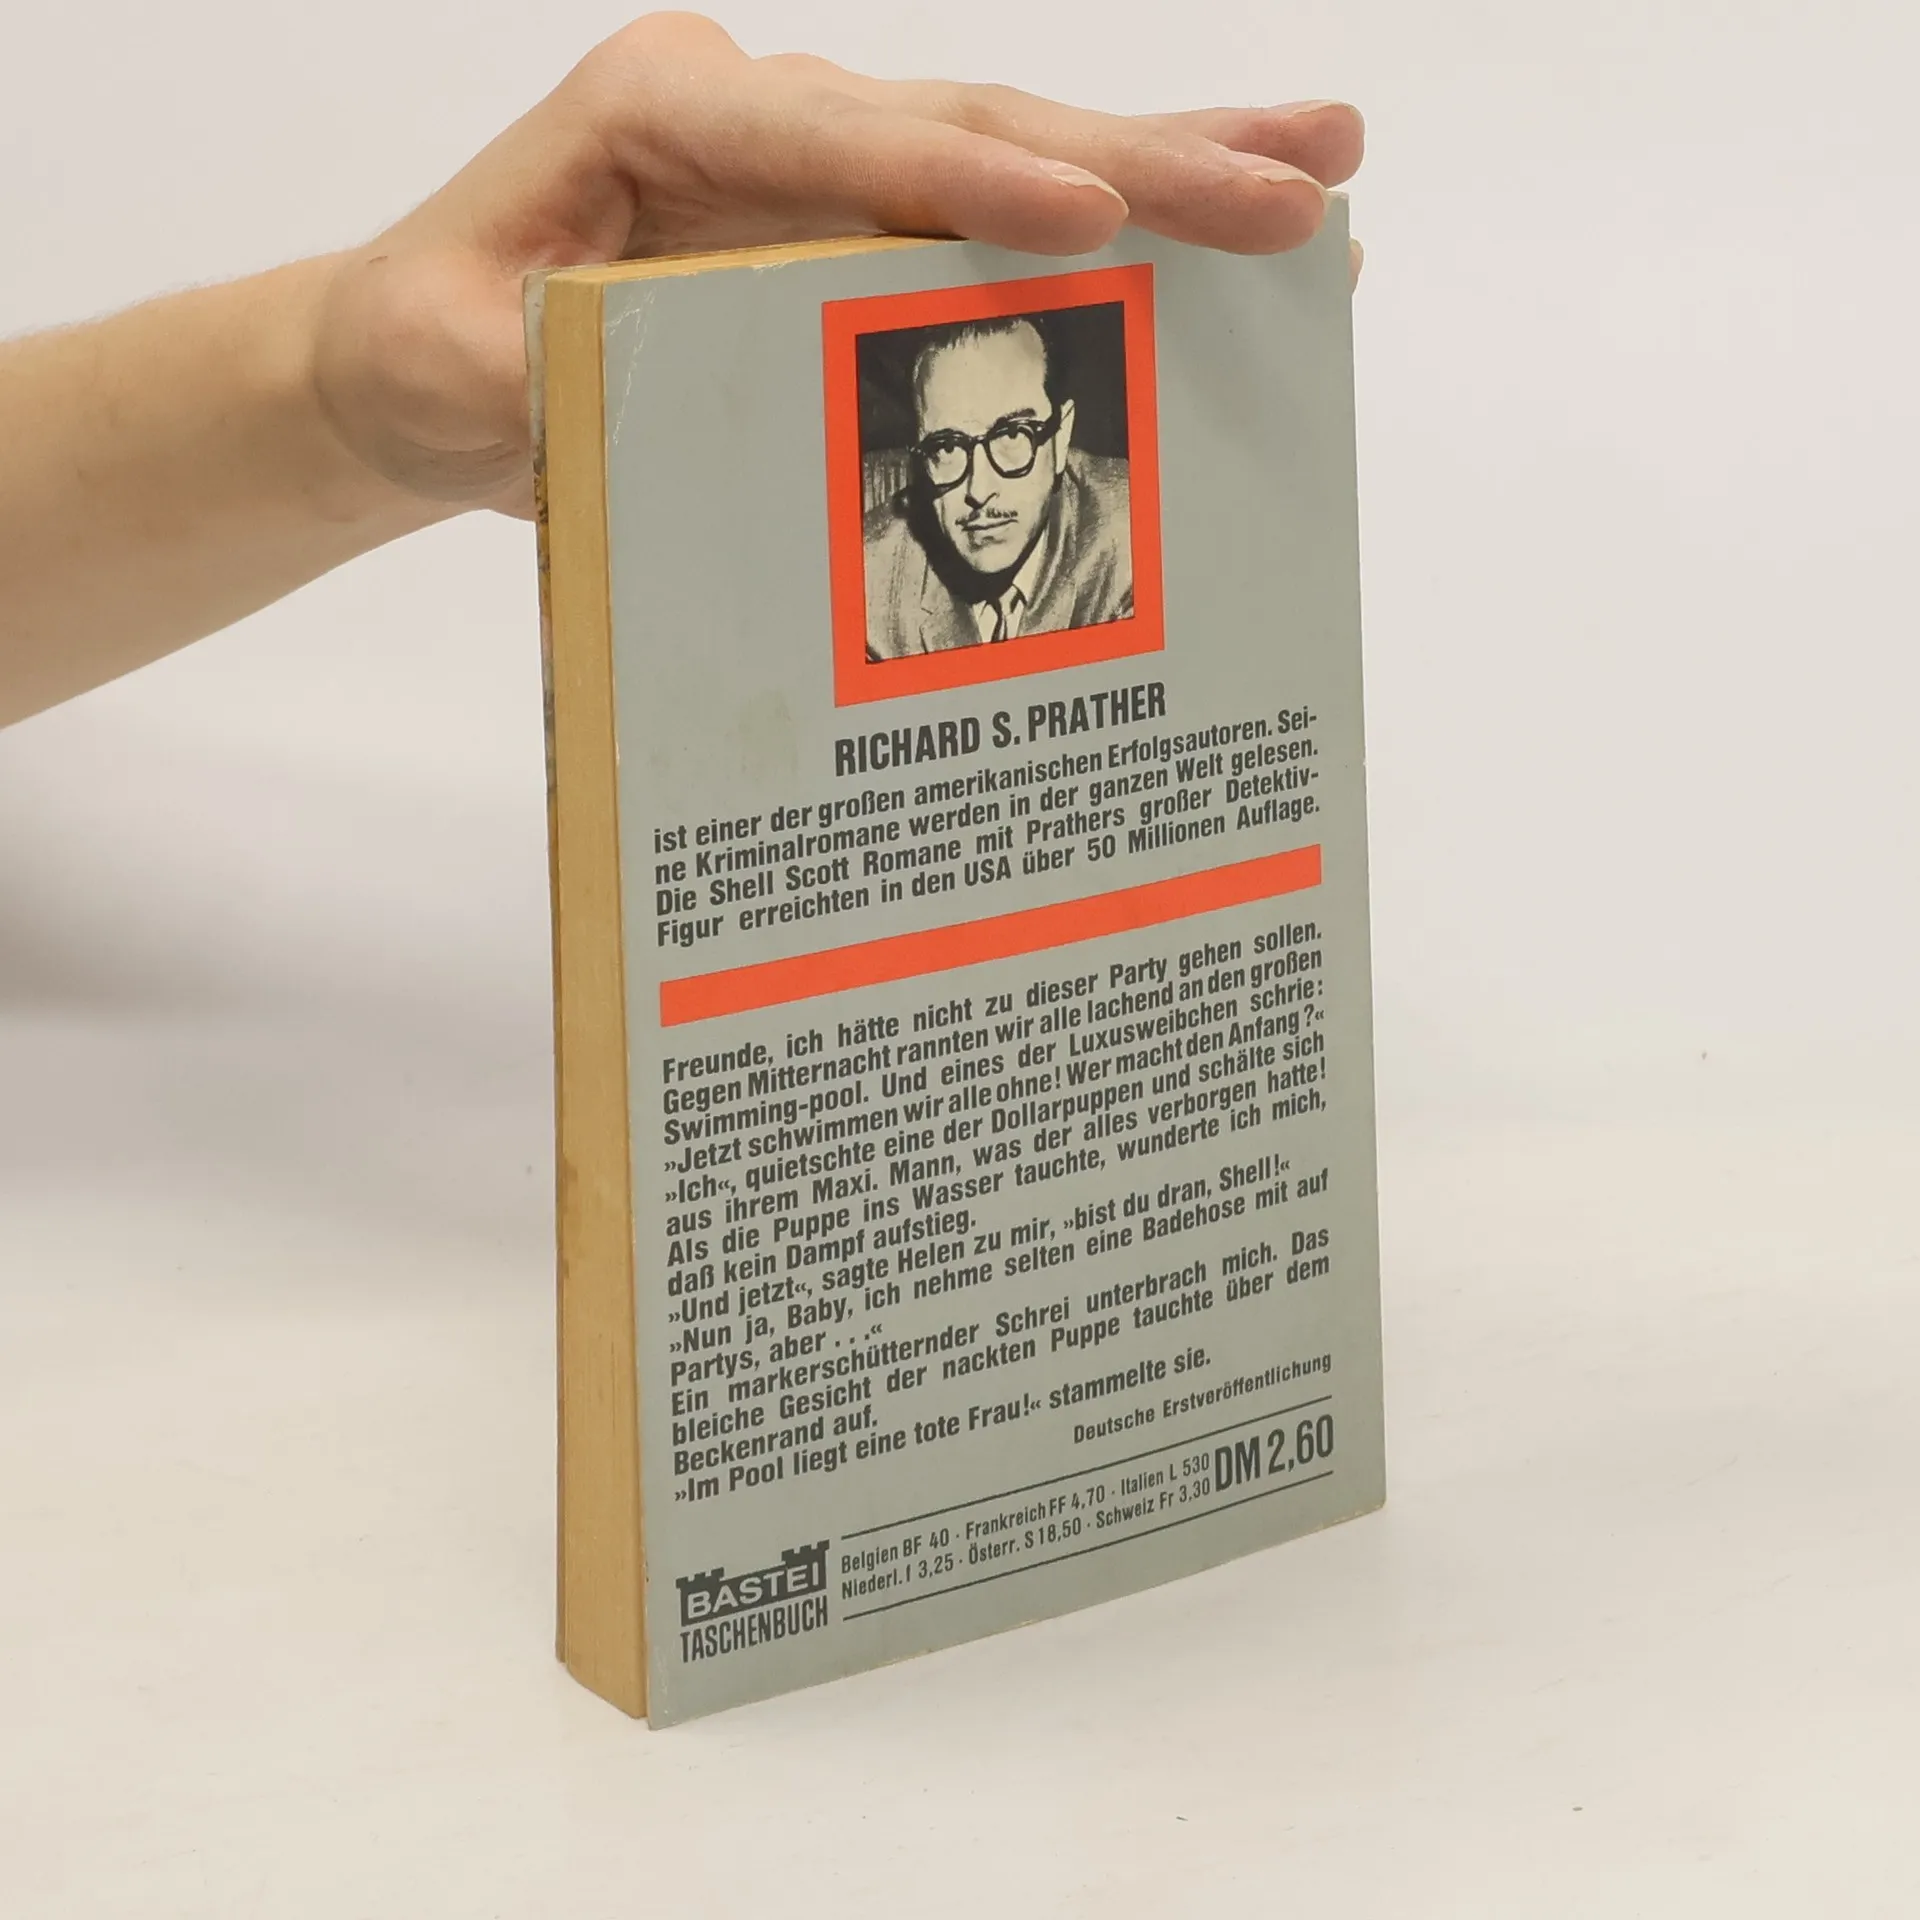 RICHARD S. PRATHER
ist einer der großen amerikanischen Erfolgsautoren. Sei-
ne Kriminalromane werden in der ganzen Welt gelesen.
Die Shell Scott Romane mit Prathers großer Detektiv-
Figur erreichten in den USA über 50 Millionen Auflage.
Freunde, ich hätte nicht zu dieser Party gehen sollen.
Gegen Mitternacht rannten wir alle lachend an den großen
Swimming-pool. Und eines der Luxusweibchen schrie:
»Jetzt schwimmen wir alle ohne! Wer macht den Anfang?«
»Ich«, quietschte eine der Dollarpuppen und schälte sich
aus ihrem Maxi. Mann, was der alles verborgen hatte!
Als die Puppe ins Wasser tauchte, wunderte ich mich,
daß kein Dampf aufstieg.
»Und jetzt«, sagte Helen zu mir, »bist du dran, Shell!«
»Nun ja, Baby, ich nehme selten eine Badehose mit auf
Partys, aber . . .«
Ein markerschütternder Schrei unterbrach mich. Das
bleiche Gesicht der nackten Puppe tauchte über dem
Beckenrand auf.
»Im Pool liegt eine tote Frau!« stammelte sie.
Deutsche Erstveröffentlichung
Belgien BF 40 · Frankreich FF 4,70 · Italien L 530
Niederl. f 3,25 · Österr. S 18,50 · Schweiz Fr 3,30
DM 2,60
BASTEI
TASCHENBUCH